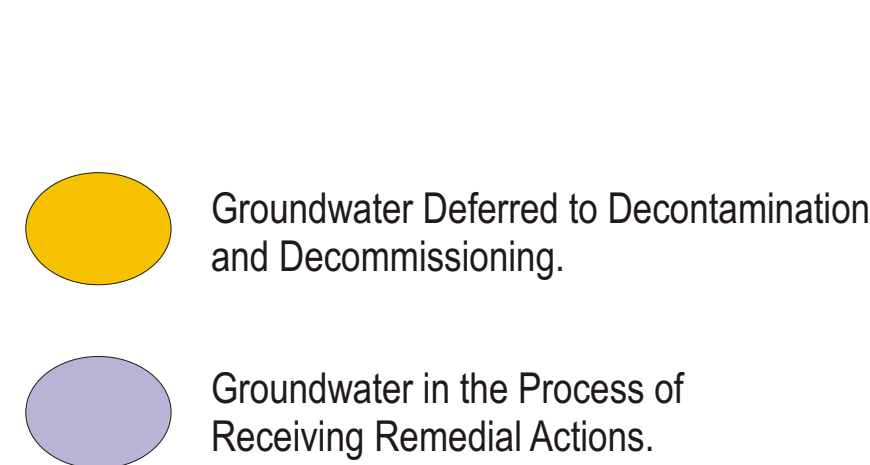 Groundwater Deferred to Decontamination
and Decommissioning.
Groundwater in the Process of
Receiving Remedial Actions.